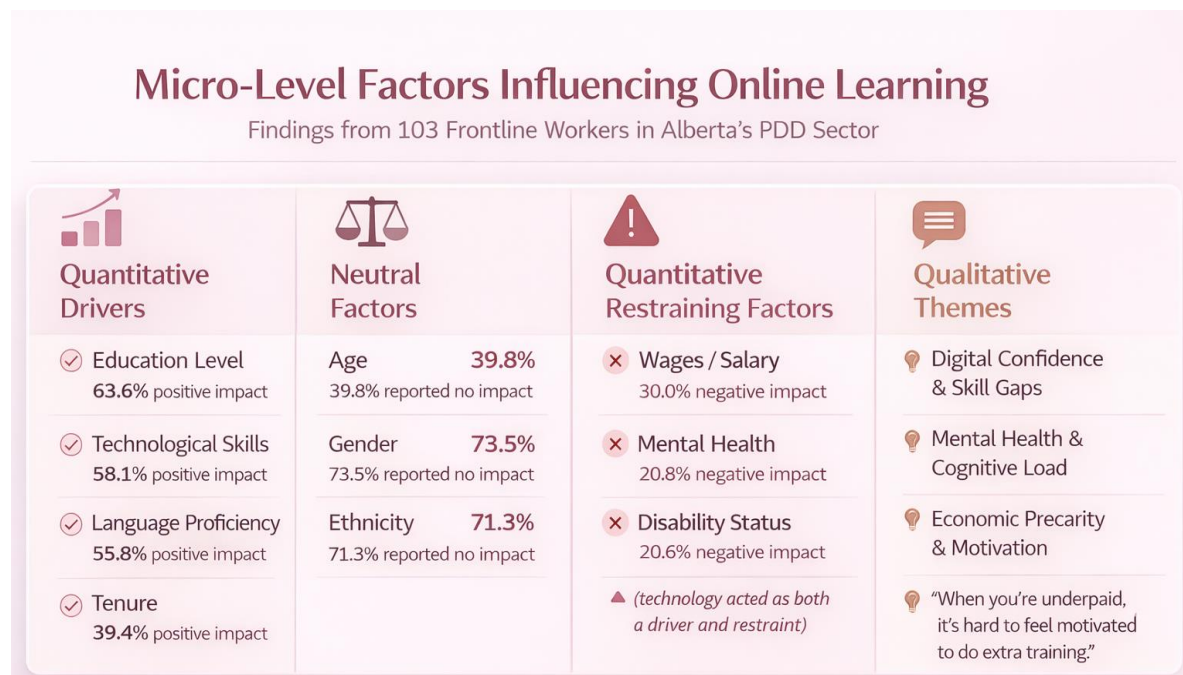 Micro-Level Factors Influencing Online Learning
Findings from 103 Frontline Workers in Alberta's PDD Sector
Quantitative
Drivers
Education Level
63.6% positive impact
Technological Skills
58.1% positive impact
Language Proficiency
55.8% positive impact
Tenure
39.4% positive impact
Neutral
Factors
Age 39.8%
39.8% reported no impact
Gender 73.5%
73.5% reported no impact
Ethnicity 71.3%
71.3% reported no impact
!
Quantitative
Restraining Factors
Wages / Salary
30.0% negative impact
Mental Health
20.8% negative impact
Disability Status
20.6% negative impact
(technology acted as both
a driver and restraint)
Qualitative
Themes
Digital Confidence
& Skill Gaps
Mental Health &
Cognitive Load
Economic Precarity
& Motivation
“When you're underpaid,
it's hard to feel motivated
to do extra training.”